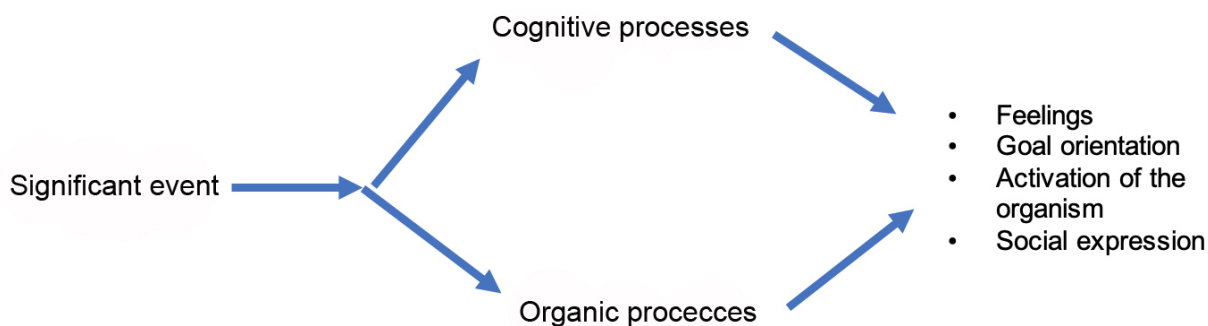 Cognitive processes
Significant event
Organic procecces
• Feelings
• Goal orientation
• Activation of the
organism
• Social expression